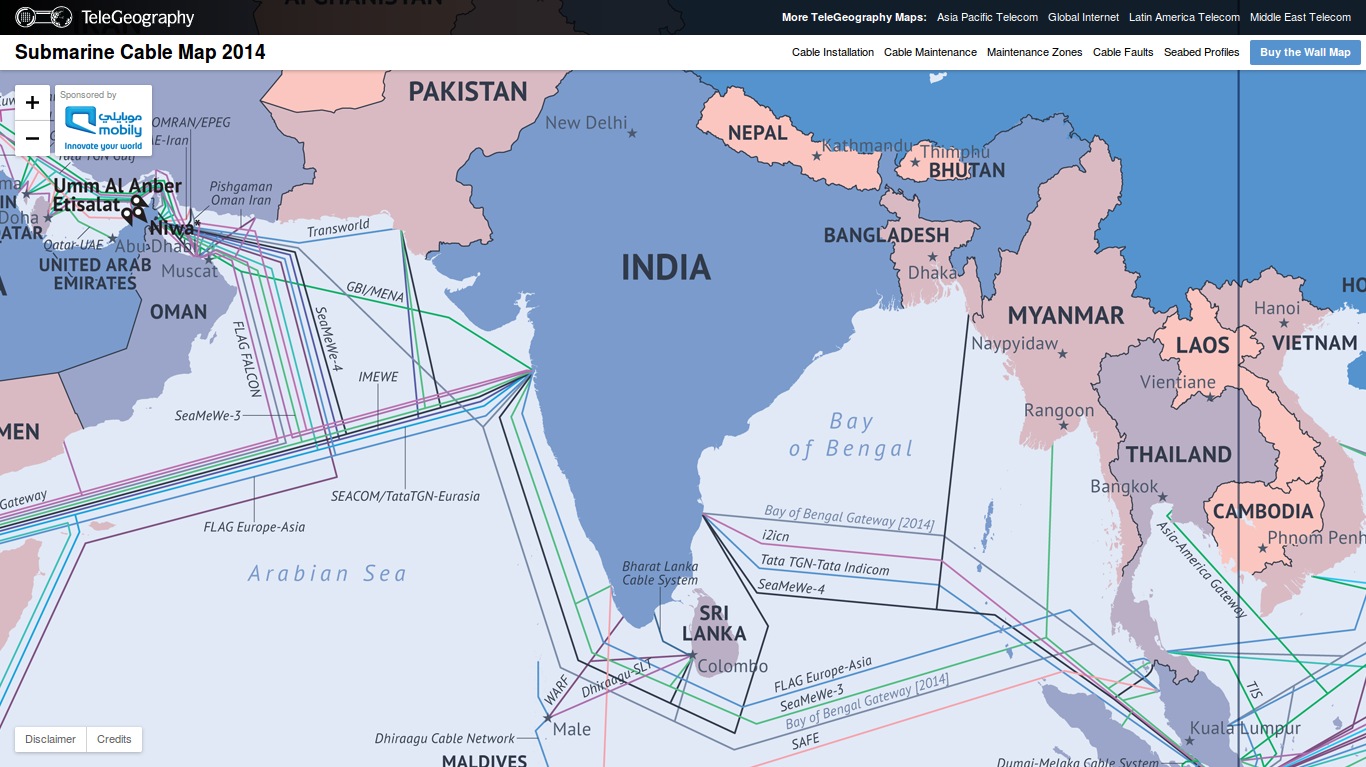 TeleGeography
More TeleGeography Maps: Asia Pacific Telecom Global Internet Latin America Telecom Middle East Telecom
Submarine Cable Map 2014
Cable Installation Cable Maintenance Maintenance Zones Cable Faults Seabed Profiles Buy the Wall Map
AFGHANISTAN
PAKISTAN
+
−
Sponsored by
موبايلي
mobily
Innovate your world
OMRAN/EPEG
Tata TGN-Gulf
New Delhi
NEPAL
Kathmandu
Thimphu
BHUTAN
Umm Al Anber
Etisalat
Pishgaman
Oman Iran
Niwa*
Doha
Qatar-UAE
Abu Dhabi
Muscat
UNITED ARAB
EMIRATES
OMAN
Transworld
GBI/MENA
INDIA
BANGLADESH
Dhaka
MYANMAR
Naypyidaw
Rangoon
Hanoi
LAOS
VIETNAM
Vientiane
THAILAND
Bangkok
CAMBODIA
Phnom Penh
FLAG FALCON
SeaMeWe-4
IMEWE
SeaMeWe-3
SEACOM/TataTGN-Eurasia
Gateway
FLAG Europe-Asia
Arabian Sea
Bay
of Bengal
Bay of Bengal Gateway [2014]
i2icn
Tata TGN-Tata Indicom
SeaMeWe-4
Bharat Lanka
Cable System
SRI
LANKA
Colombo
WARF
Dhiraagu-SLT
Male
Dhiraagu Cable Network
MALDIVES
FLAG Europe-Asia
SeaMeWe-3
Bay of Bengal Gateway [2014]
SAFE
Asia-America Gateway
TIS
Kuala Lumpur
Dumai-Melaka Cable System
Disclaimer Credits